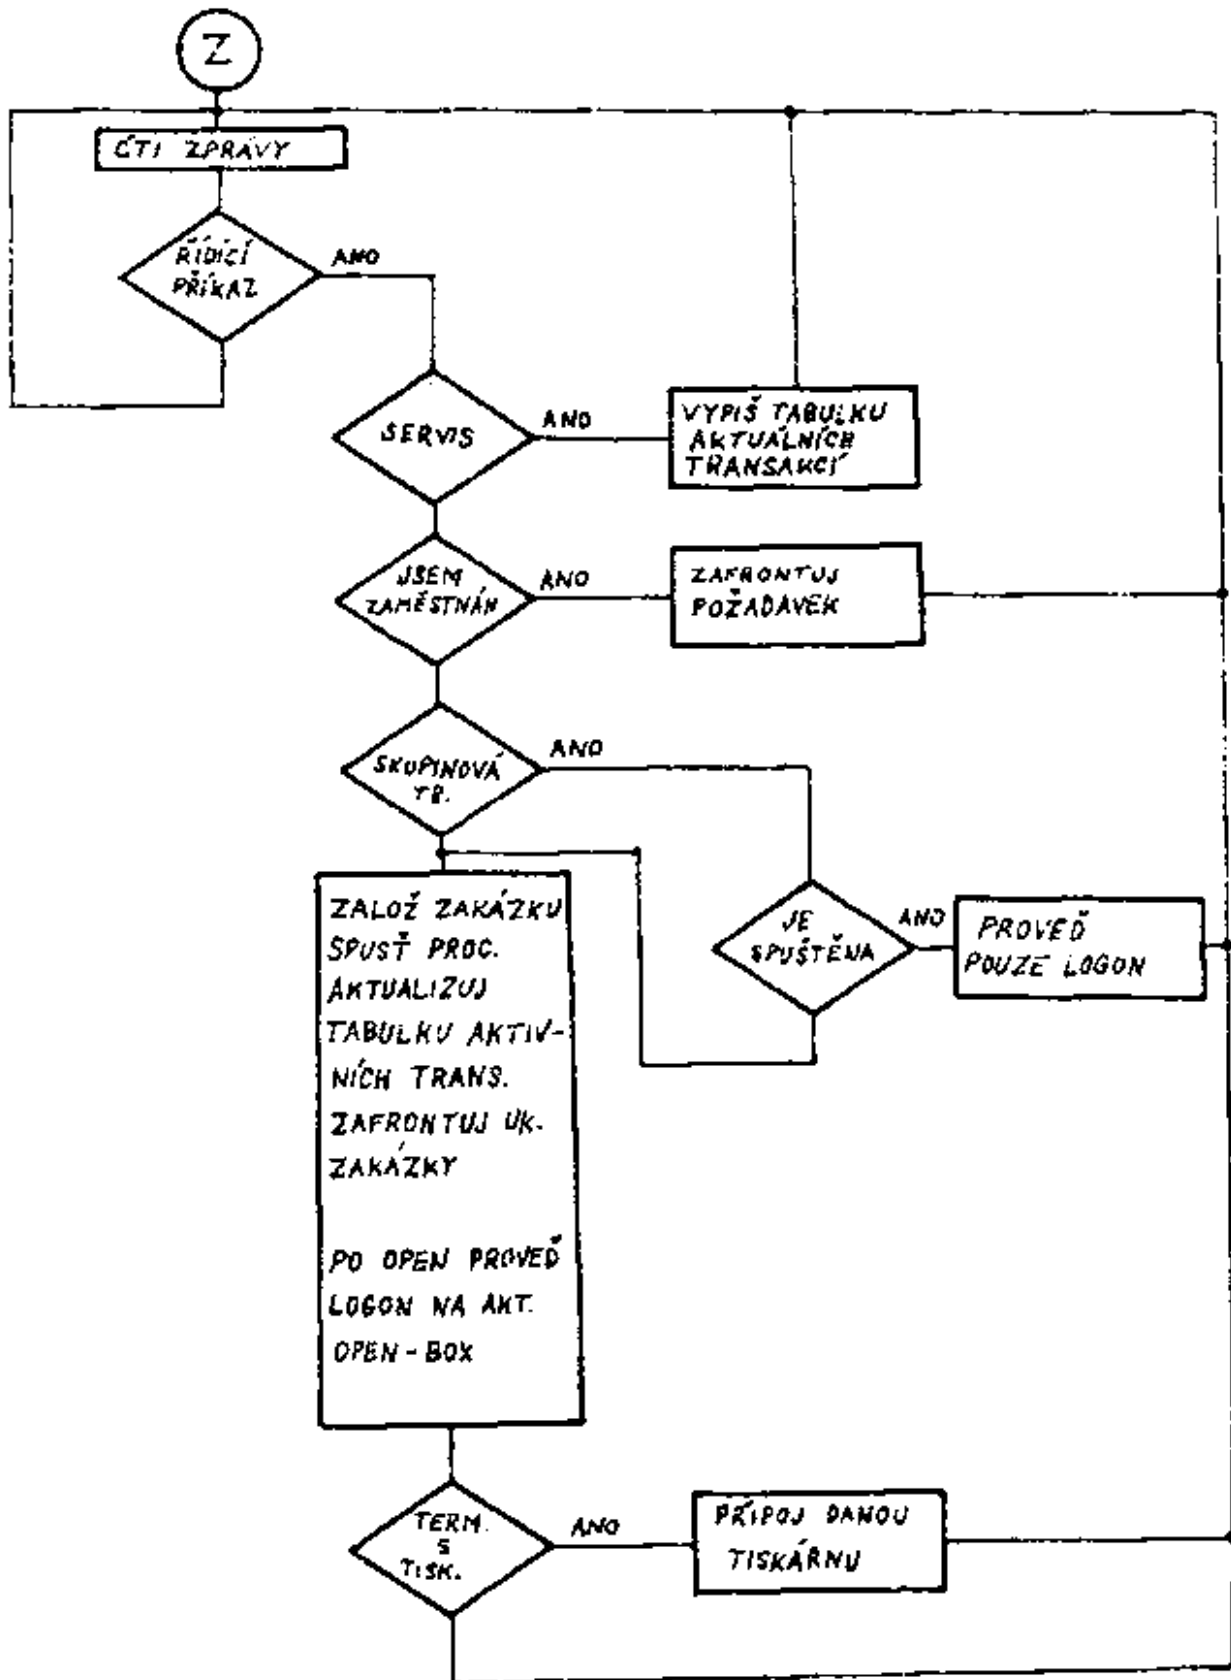 Z
ČTI ZPRÁVY
ŘÍDÍCÍ
PŘÍKAZ
ANO
SERVIS
ANO
VYPIŠ TABULKU
AKTUÁLNÍCH
TRANSAKCÍ
JSEM
ZAMĚSTNÁN
ANO
ZAFRONTUJ
POŽADAVEK
SKUPINOVÁ
TR.
ANO
JE
SPUŠTĚNA
ANO
PROVEĎ
POUZE LOGON
ZALOŽ ZAKÁZKU
SPUSŤ PROC.
AKTUALIZUJ
TABULKU AKTIV-
NÍCH TRANS.
ZAFRONTUJ UK.
ZAKÁZKY
PO OPEN PROVEĎ
LOGON NA AKT.
OPEN-BOX
TERM.
S
TISK.
ANO
PŘIPOJ DANOU
TISKÁRNU